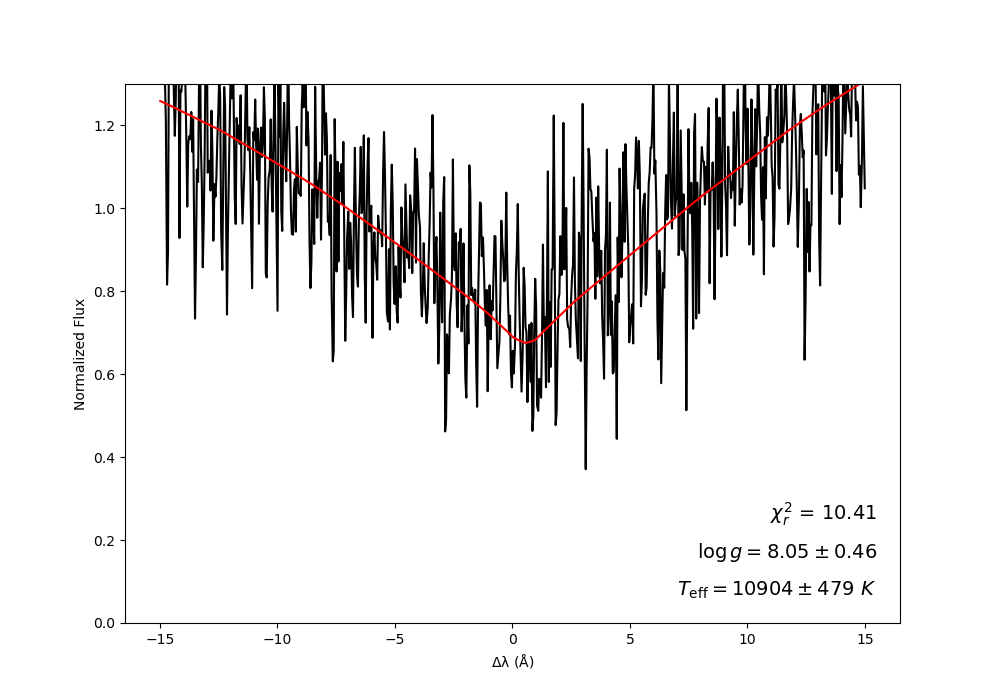 1.2
1.0
0.8
0.6
0.4
0.2
0.0
Normalized Flux
χ²ᵣ = 10.41
log g = 8.05 ± 0.46
T_eff = 10904 ± 479 K
−15 −10 −5 0 5 10 15
Δλ (Å)